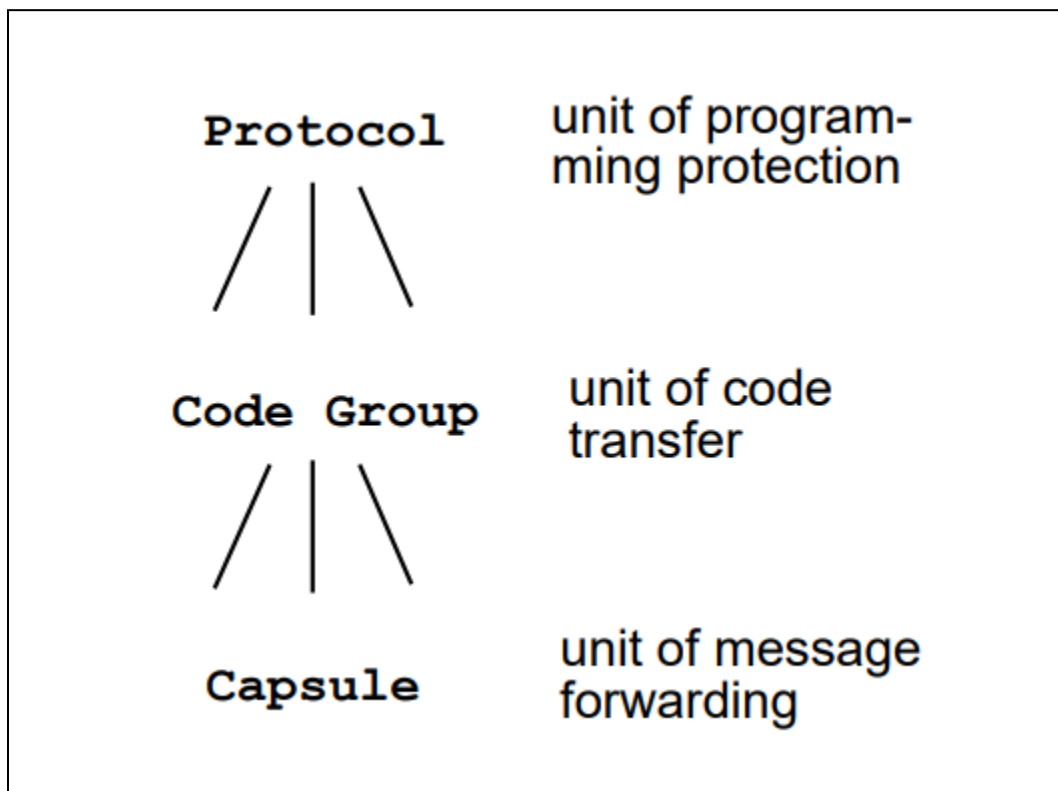 Protocol
unit of program-
ming protection
Code Group
unit of code
transfer
Capsule
unit of message
forwarding